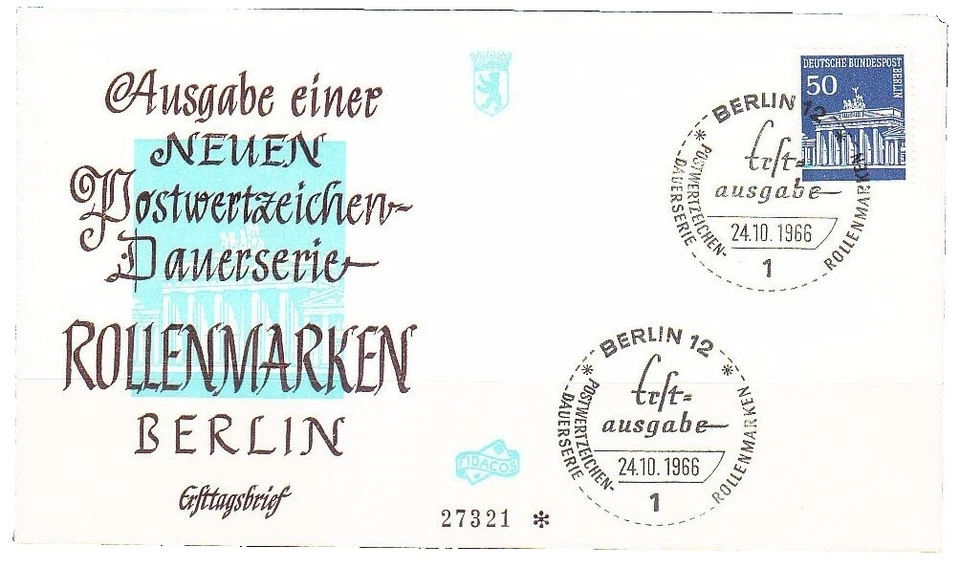 Ausgabe einer
NEUEN
Postwertzeichen-
Dauerserie
ROLLENMARKEN
BERLIN
Ersttagsbrief
DEUTSCHE BUNDESPOST
BERLIN
50
BERLIN 12
Erst-
ausgabe
POSTWERTZEICHEN-
DAUERSERIE
ROLLENMARKEN
24.10.1966
1
BERLIN 12
Erst-
ausgabe
POSTWERTZEICHEN-
DAUERSERIE
ROLLENMARKEN
24.10.1966
1
FIDACOS
27321 *